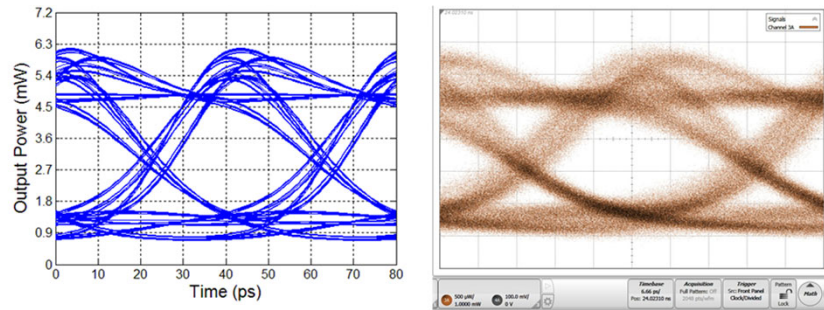 7.2
6.3
5.4
4.5
3.6
2.7
1.8
0.9
0
Output Power (mW)
0 10 20 30 40 50 60 70 80
Time (ps)
24.02310 ns
Signals
Channel 3A
500 µW/
1.0000 mW
100.0 mV/
0 V
Timebase
6.66 ps/
Pos: 24.02310 ns
Acquisition
Full Pattern: Off
Trigger
Src: Front Panel
Clock/Divided
Pattern
Lock
Math